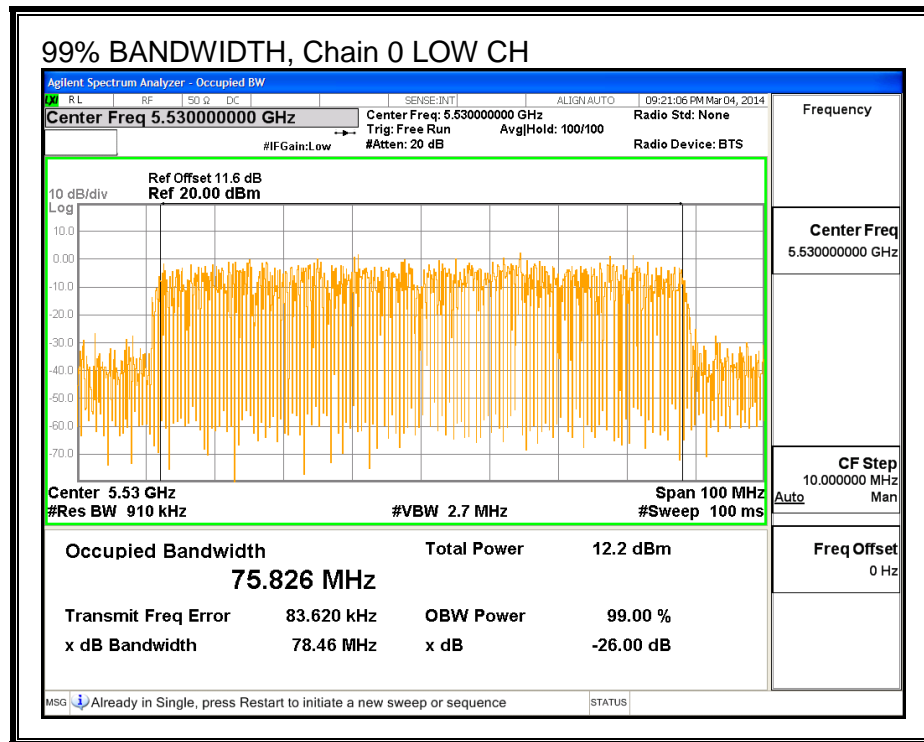 99% BANDWIDTH, Chain 0 LOW CH
Agilent Spectrum Analyzer - Occupied BW
LXI RL RF 50 Ω DC SENSE:INT ALIGN AUTO 09:21:06 PM Mar 04, 2014
Center Freq 5.530000000 GHz
Center Freq: 5.530000000 GHz
Radio Std: None
Trig: Free Run Avg|Hold: 100/100
#IFGain:Low
#Atten: 20 dB
Radio Device: BTS
Frequency
Ref Offset 11.6 dB
10 dB/div Ref 20.00 dBm
Log
10.0
0.00
-10.0
-20.0
-30.0
-40.0
-50.0
-60.0
-70.0
Center 5.53 GHz Span 100 MHz
#Res BW 910 kHz #VBW 2.7 MHz #Sweep 100 ms
Center Freq
5.530000000 GHz
CF Step
10.000000 MHz
Auto Man
Freq Offset
0 Hz
Occupied Bandwidth Total Power 12.2 dBm
75.826 MHz
Transmit Freq Error 83.620 kHz OBW Power 99.00 %
x dB Bandwidth 78.46 MHz x dB -26.00 dB
MSG Already in Single, press Restart to initiate a new sweep or sequence STATUS